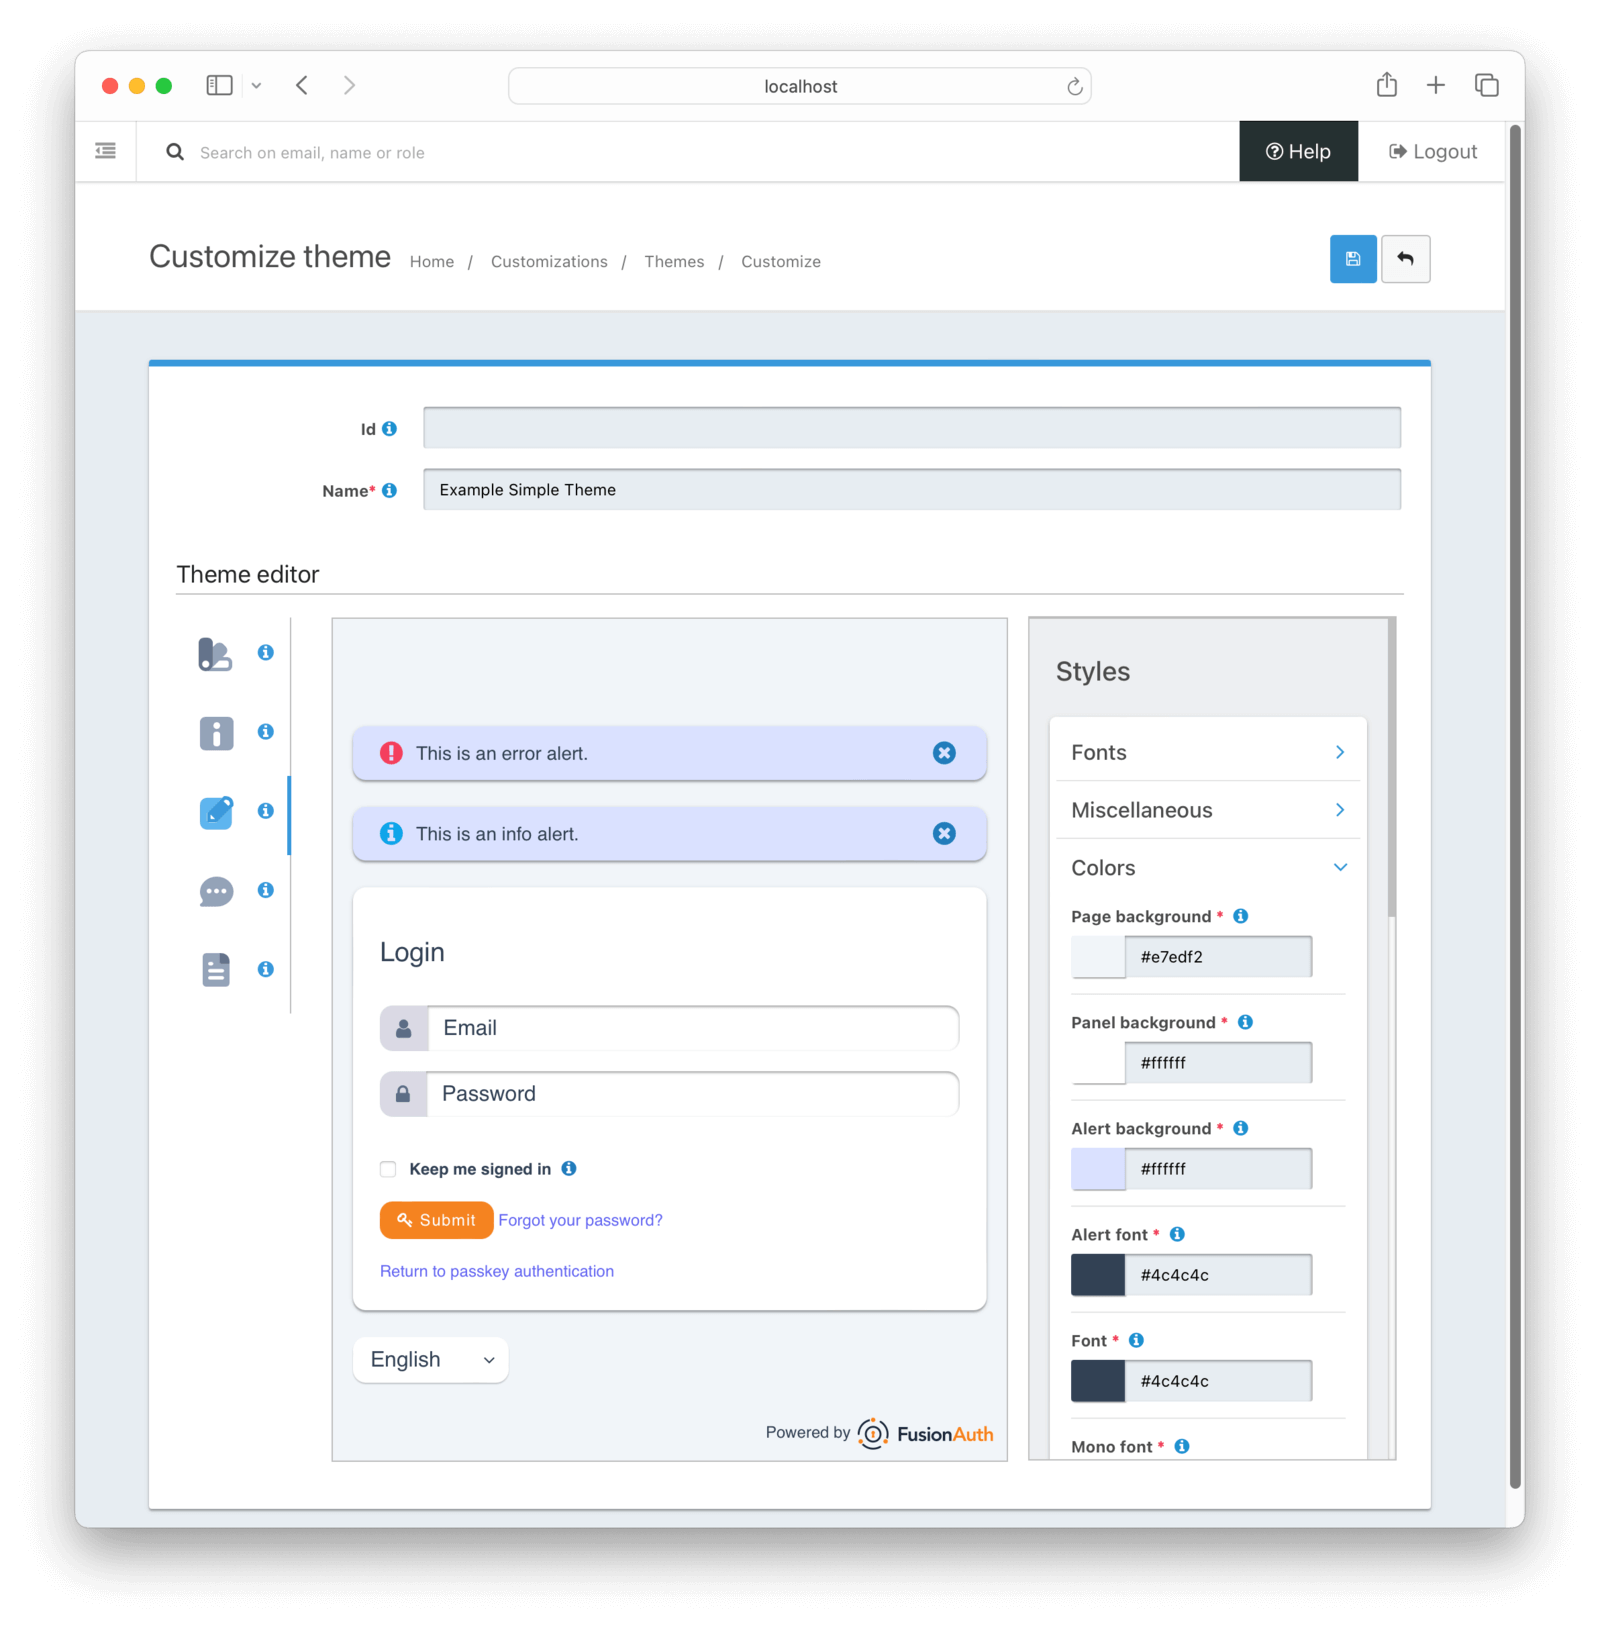 localhost
Search on email, name or role
Help
Logout
Customize theme
Home / Customizations / Themes / Customize
Id
Name*
Example Simple Theme
Theme editor
This is an error alert.
This is an info alert.
Login
Email
Password
Keep me signed in
Submit Forgot your password?
Return to passkey authentication
English
Powered by FusionAuth
Styles
Fonts
Miscellaneous
Colors
Page background *
#e7edf2
Panel background *
#ffffff
Alert background *
#ffffff
Alert font *
#4c4c4c
Font *
#4c4c4c
Mono font *